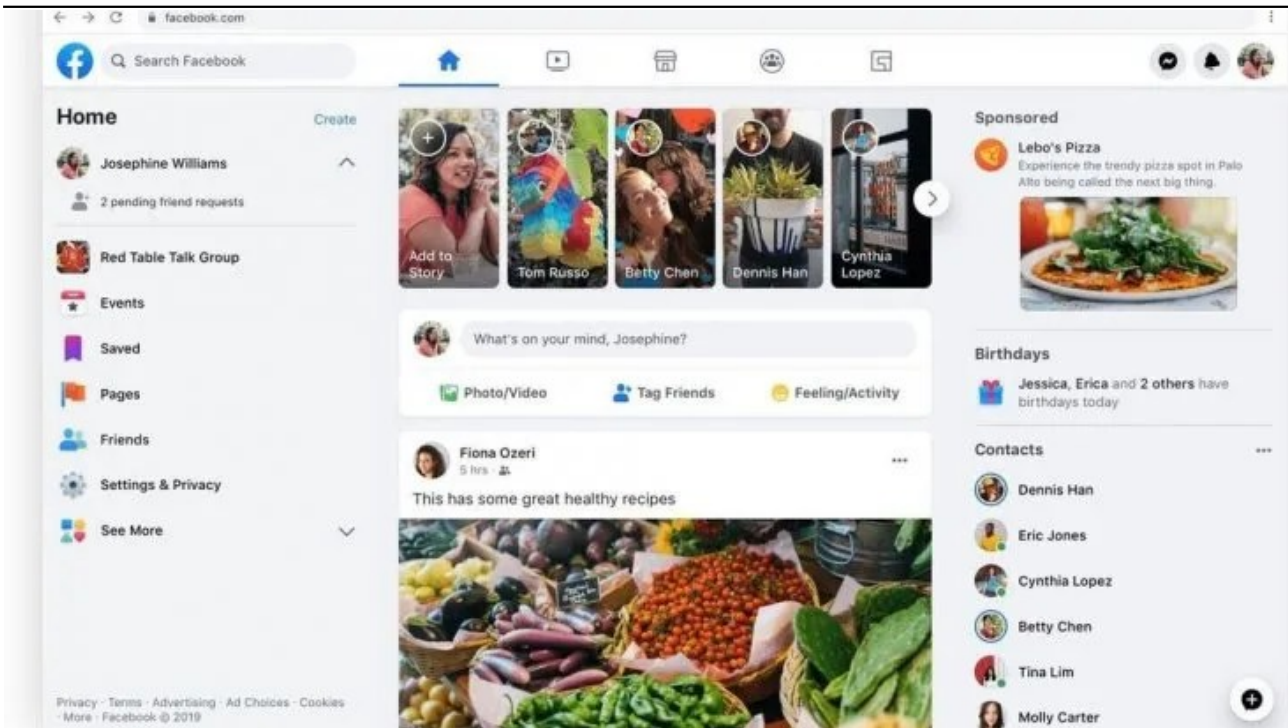 facebook.com
Search Facebook
Home
Create
Josephine Williams
2 pending friend requests
Red Table Talk Group
Events
Saved
Pages
Friends
Settings & Privacy
See More
Privacy · Terms · Advertising · Ad Choices · Cookies
· More · Facebook © 2019
Add to
Story
Tom Russo
Betty Chen
Dennis Han
Cynthia
Lopez
What's on your mind, Josephine?
Photo/Video
Tag Friends
Feeling/Activity
Fiona Ozeri
5 hrs ·
This has some great healthy recipes
Sponsored
Lebo's Pizza
Experience the trendy pizza spot in Palo
Alto being called the next big thing.
Birthdays
Jessica, Erica and 2 others have
birthdays today
Contacts
Dennis Han
Eric Jones
Cynthia Lopez
Betty Chen
Tina Lim
Molly Carter